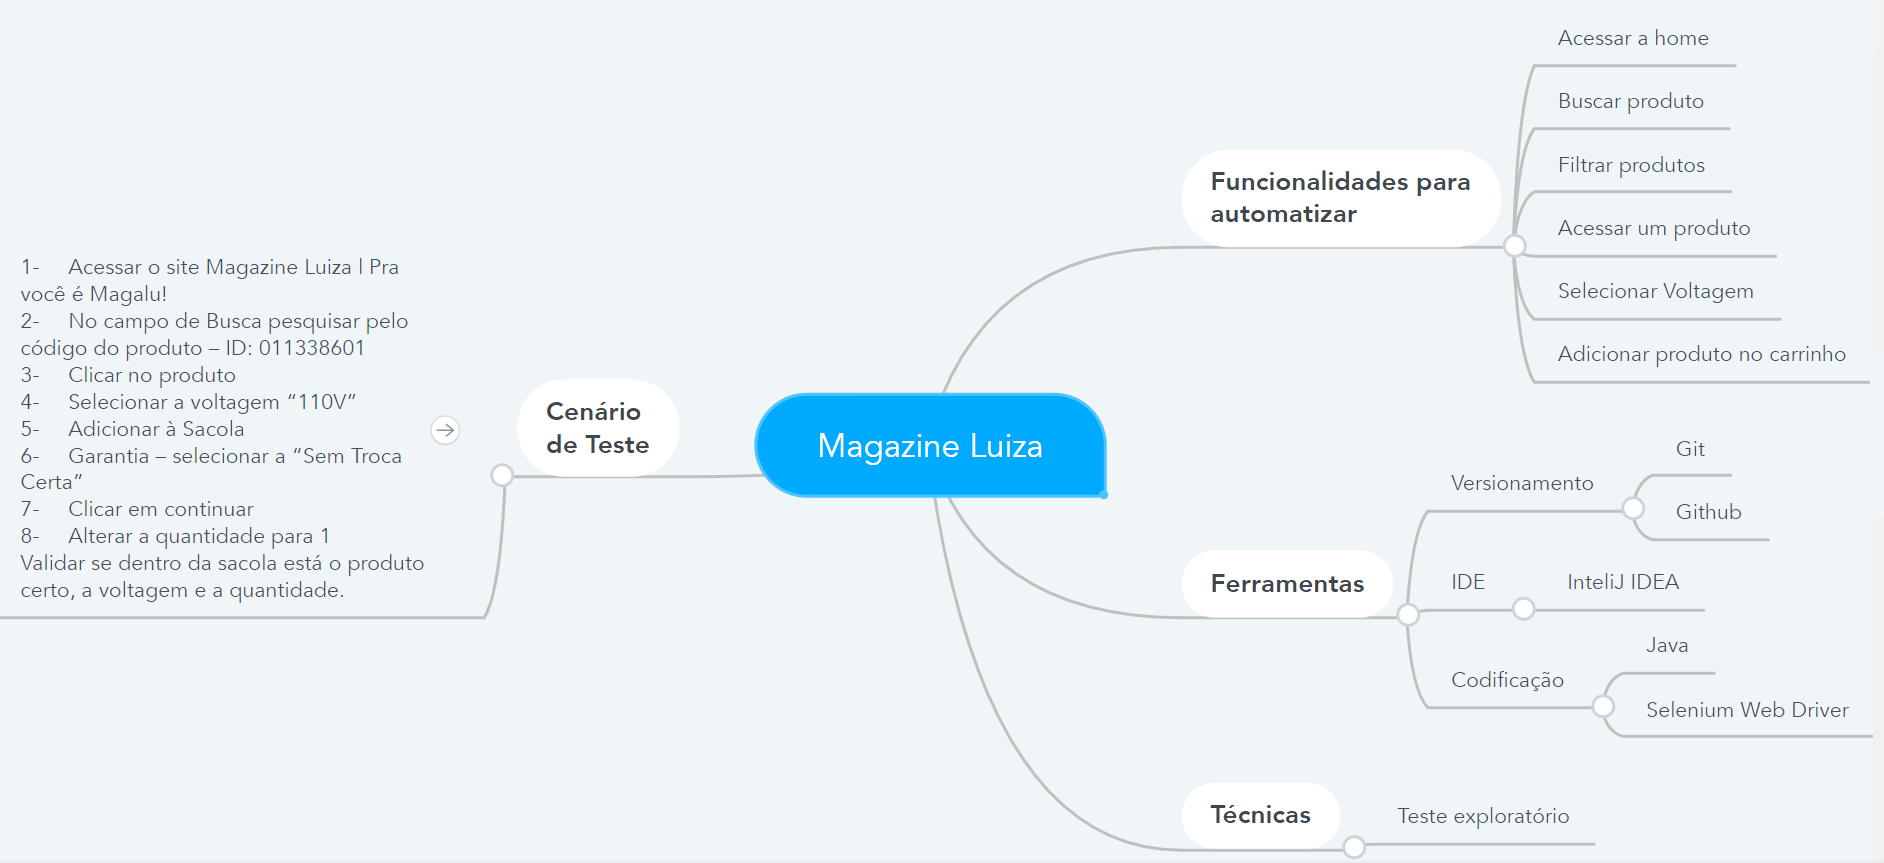 Magazine Luiza
Cenário
de Teste
1- Acessar o site Magazine Luiza | Pra
você é Magalu!
2- No campo de Busca pesquisar pelo
código do produto – ID: 011338601
3- Clicar no produto
4- Selecionar a voltagem “110V”
5- Adicionar à Sacola
6- Garantia – selecionar a “Sem Troca
Certa”
7- Clicar em continuar
8- Alterar a quantidade para 1
Validar se dentro da sacola está o produto
certo, a voltagem e a quantidade.
Funcionalidades para
automatizar
Acessar a home
Buscar produto
Filtrar produtos
Acessar um produto
Selecionar Voltagem
Adicionar produto no carrinho
Ferramentas
Versionamento
Git
Github
IDE
InteliJ IDEA
Codificação
Java
Selenium Web Driver
Técnicas
Teste exploratório